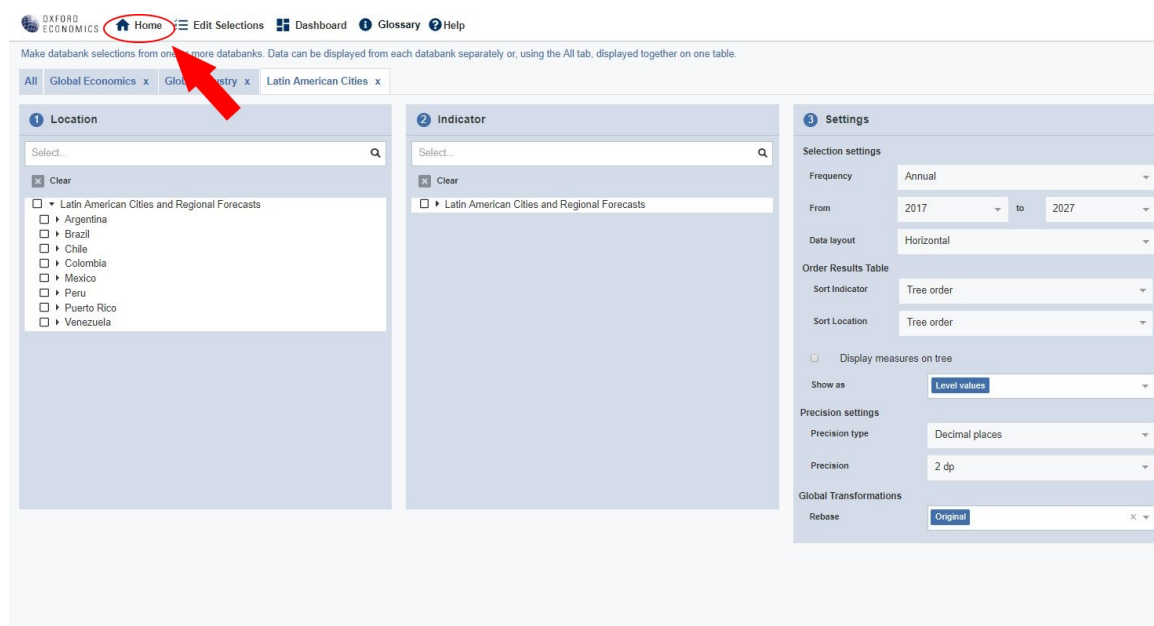 OXFORD
ECONOMICS
Home Edit Selections Dashboard Glossary Help
Make databank selections from one or more databanks. Data can be displayed from each databank separately or, using the All tab, displayed together on one table.
All Global Economics x Glob stry x Latin American Cities x
1 Location
Select...
Clear
Latin American Cities and Regional Forecasts
Argentina
Brazil
Chile
Colombia
Mexico
Peru
Puerto Rico
Venezuela
2 Indicator
Select...
Clear
Latin American Cities and Regional Forecasts
3 Settings
Selection settings
Frequency Annual
From 2017 to 2027
Data layout Horizontal
Order Results Table
Sort Indicator Tree order
Sort Location Tree order
Display measures on tree
Show as Level values
Precision settings
Precision type Decimal places
Precision 2 dp
Global Transformations
Rebase Original x